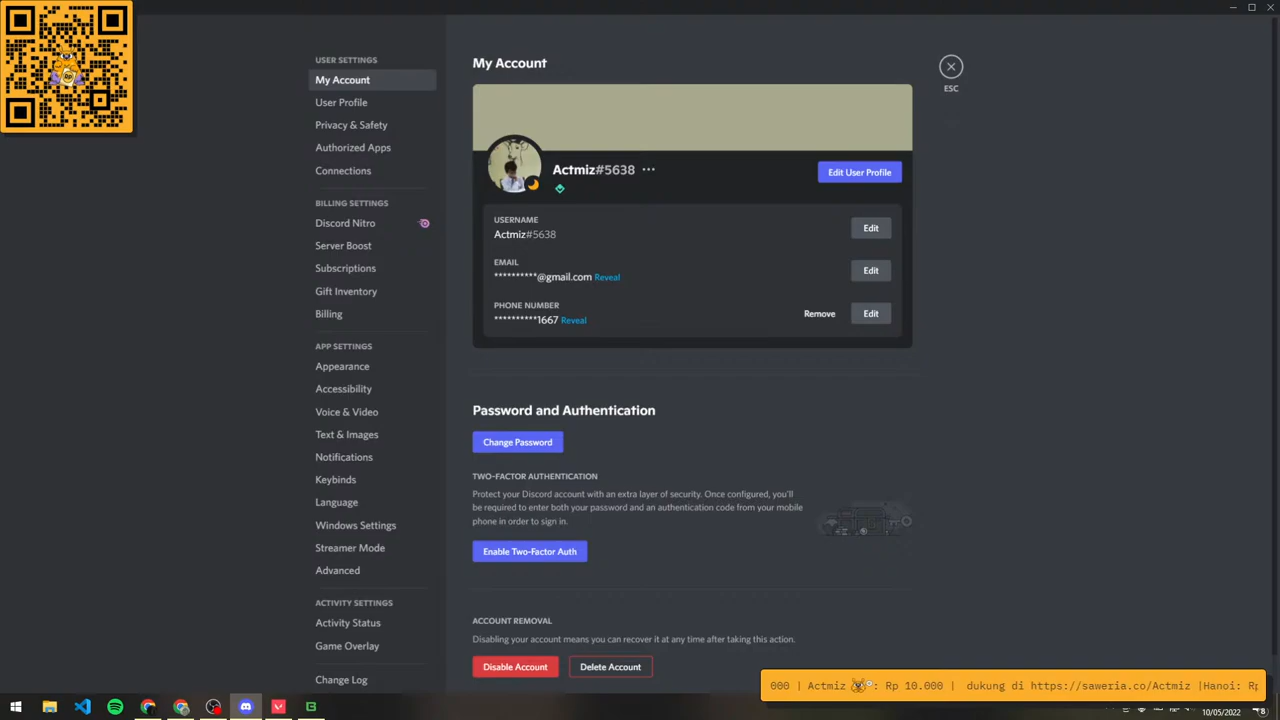 USER SETTINGS
My Account
User Profile
Privacy & Safety
Authorized Apps
Connections
BILLING SETTINGS
Discord Nitro
Server Boost
Subscriptions
Gift Inventory
Billing
APP SETTINGS
Appearance
Accessibility
Voice & Video
Text & Images
Notifications
Keybinds
Language
Windows Settings
Streamer Mode
Advanced
ACTIVITY SETTINGS
Activity Status
Game Overlay
Change Log
My Account
ESC
Actmiz#5638
Edit User Profile
USERNAME
Actmiz#5638
Edit
EMAIL
**********@gmail.com Reveal
Edit
PHONE NUMBER
**********1667 Reveal
Remove
Edit
Password and Authentication
Change Password
TWO-FACTOR AUTHENTICATION
Protect your Discord account with an extra layer of security. Once configured, you'll
be required to enter both your password and an authentication code from your mobile
phone in order to sign in.
Enable Two-Factor Auth
ACCOUNT REMOVAL
Disabling your account means you can recover it at any time after taking this action.
Disable Account
Delete Account
000 | Actmiz : Rp 10.000 | dukung di https://saweria.co/Actmiz |Hanoi: Rp
10/05/2022